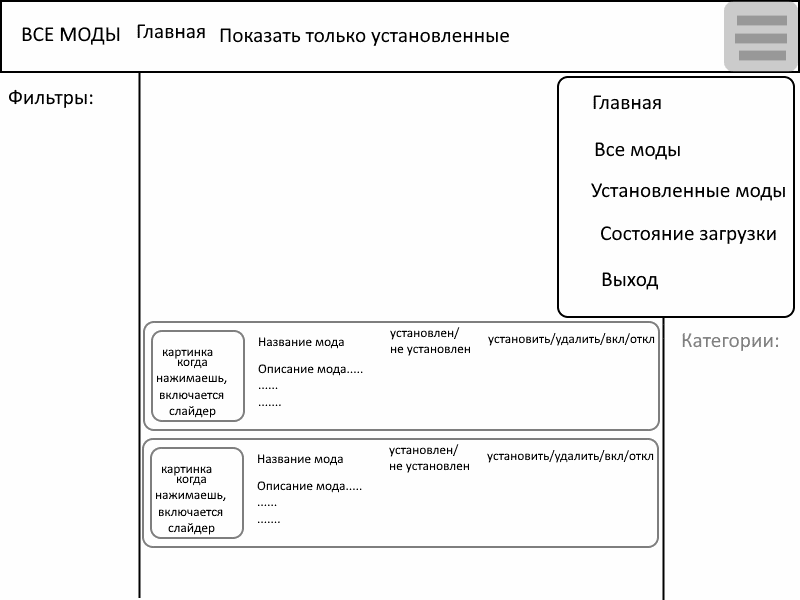 ВСЕ МОДЫ Главная Показать только установленные
Фильтры:
Главная
Все моды
Установленные моды
Состояние загрузки
Выход
Категории:
картинка
когда
нажимаешь,
включается
слайдер
Название мода
Описание мода.....
......
.......
установлен/
не установлен
установить/удалить/вкл/откл
картинка
когда
нажимаешь,
включается
слайдер
Название мода
Описание мода.....
......
.......
установлен/
не установлен
установить/удалить/вкл/откл